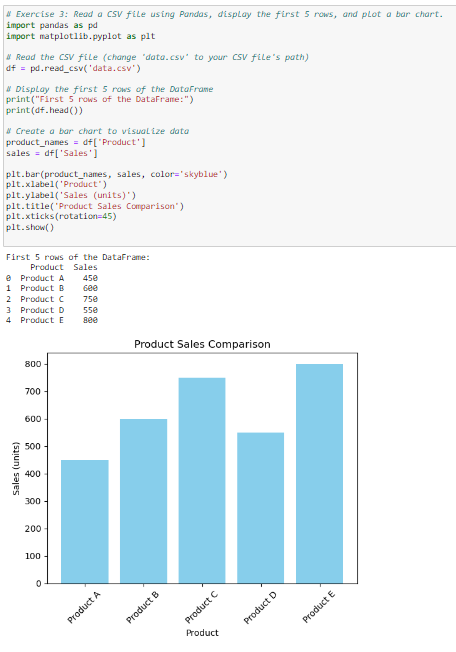 # Exercise 3: Read a CSV file using Pandas, display the first 5 rows, and plot a bar chart.
import pandas as pd
import matplotlib.pyplot as plt
# Read the CSV file (change 'data.csv' to your CSV file's path)
df = pd.read_csv('data.csv')
# Display the first 5 rows of the DataFrame
print("First 5 rows of the DataFrame:")
print(df.head())
# Create a bar chart to visualize data
product_names = df['Product']
sales = df['Sales']
plt.bar(product_names, sales, color='skyblue')
plt.xlabel('Product')
plt.ylabel('Sales (units)')
plt.title('Product Sales Comparison')
plt.xticks(rotation=45)
plt.show()
First 5 rows of the DataFrame:
Product Sales
0 Product A 450
1 Product B 600
2 Product C 750
3 Product D 550
4 Product E 800
Product Sales Comparison
Sales (units)
800
700
600
500
400
300
200
100
0
Product A
Product B
Product C
Product D
Product E
Product